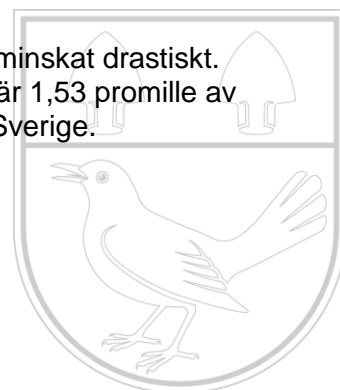 minskat drastiskt.
är 1,53 promille av
Sverige.